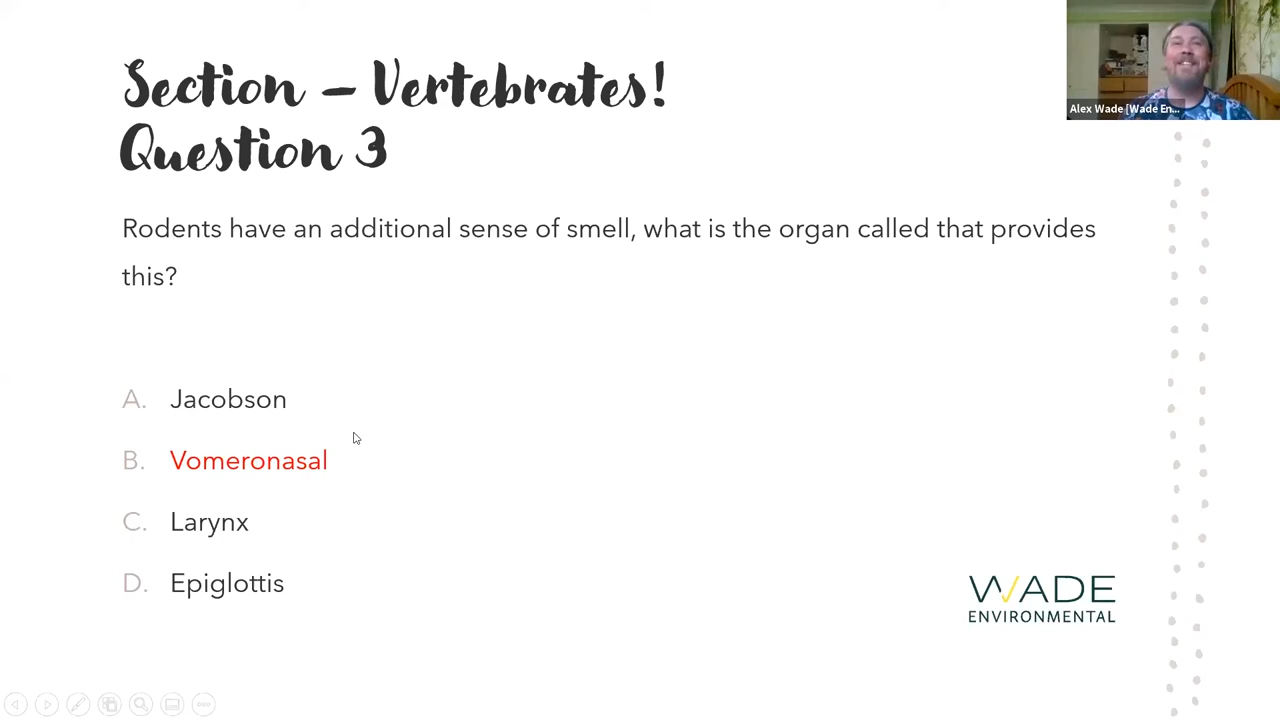 Section – Vertebrates!
Question 3
Rodents have an additional sense of smell, what is the organ called that provides
this?
A. Jacobson
B. Vomeronasal
C. Larynx
D. Epiglottis
WADE
ENVIRONMENTAL
Alex Wade [Wade En...